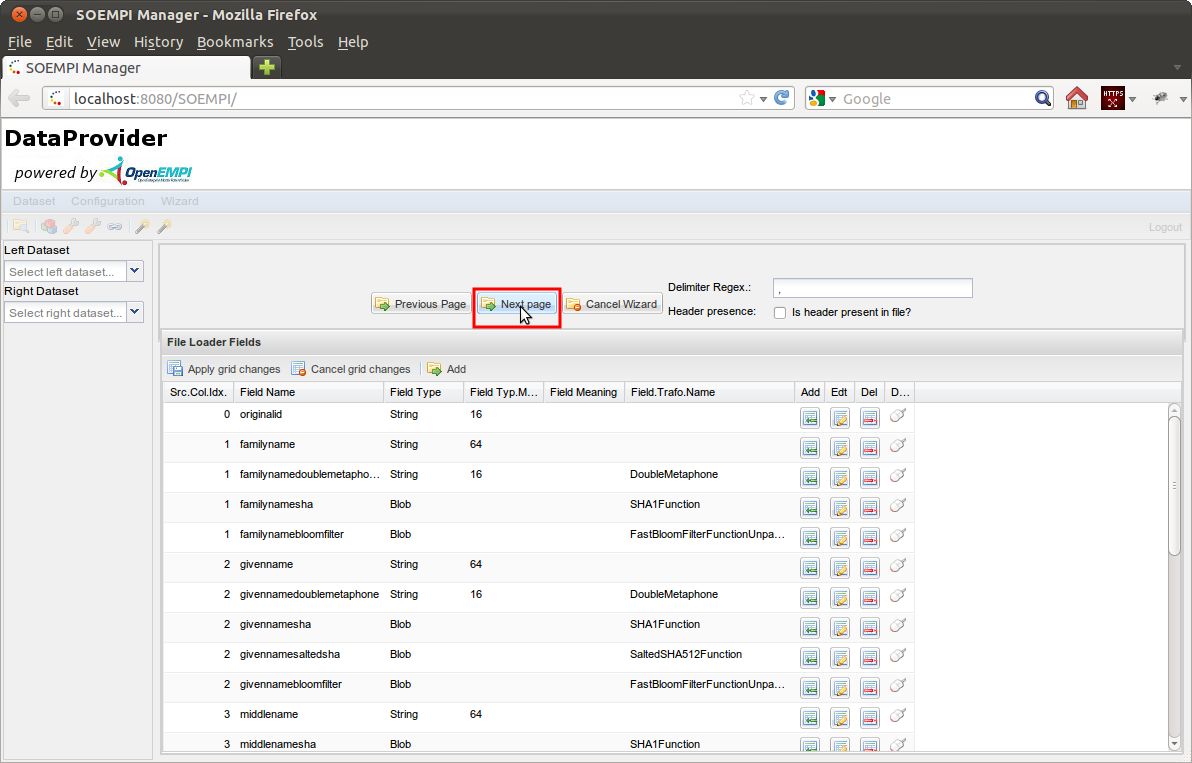 SOEMPI Manager - Mozilla Firefox
File Edit View History Bookmarks Tools Help
SOEMPI Manager
localhost:8080/SOEMPI/ Google HTTPS
DataProvider
powered by OpenEMPI
Dataset Configuration Wizard
Logout
Left Dataset
Select left dataset...
Right Dataset
Select right dataset...
Previous Page Next page Cancel Wizard
Delimiter Regex.: ,
Header presence: Is header present in file?
File Loader Fields
Apply grid changes Cancel grid changes Add
Src.Col.Idx. Field Name Field Type Field Typ.M... Field Meaning Field.Trafo.Name Add Edt Del D...
0 originalid String 16
1 familyname String 64
1 familynamedoublemetapho... String 16 DoubleMetaphone
1 familynamesha Blob SHA1Function
1 familynamebloomfilter Blob FastBloomFilterFunctionUnpa...
2 givenname String 64
2 givennamedoublemetaphone String 16 DoubleMetaphone
2 givennamesha Blob SHA1Function
2 givennamesaltedsha Blob SaltedSHA512Function
2 givennamebloomfilter Blob FastBloomFilterFunctionUnpa...
3 middlename String 64
3 middlenamesha Blob SHA1Function